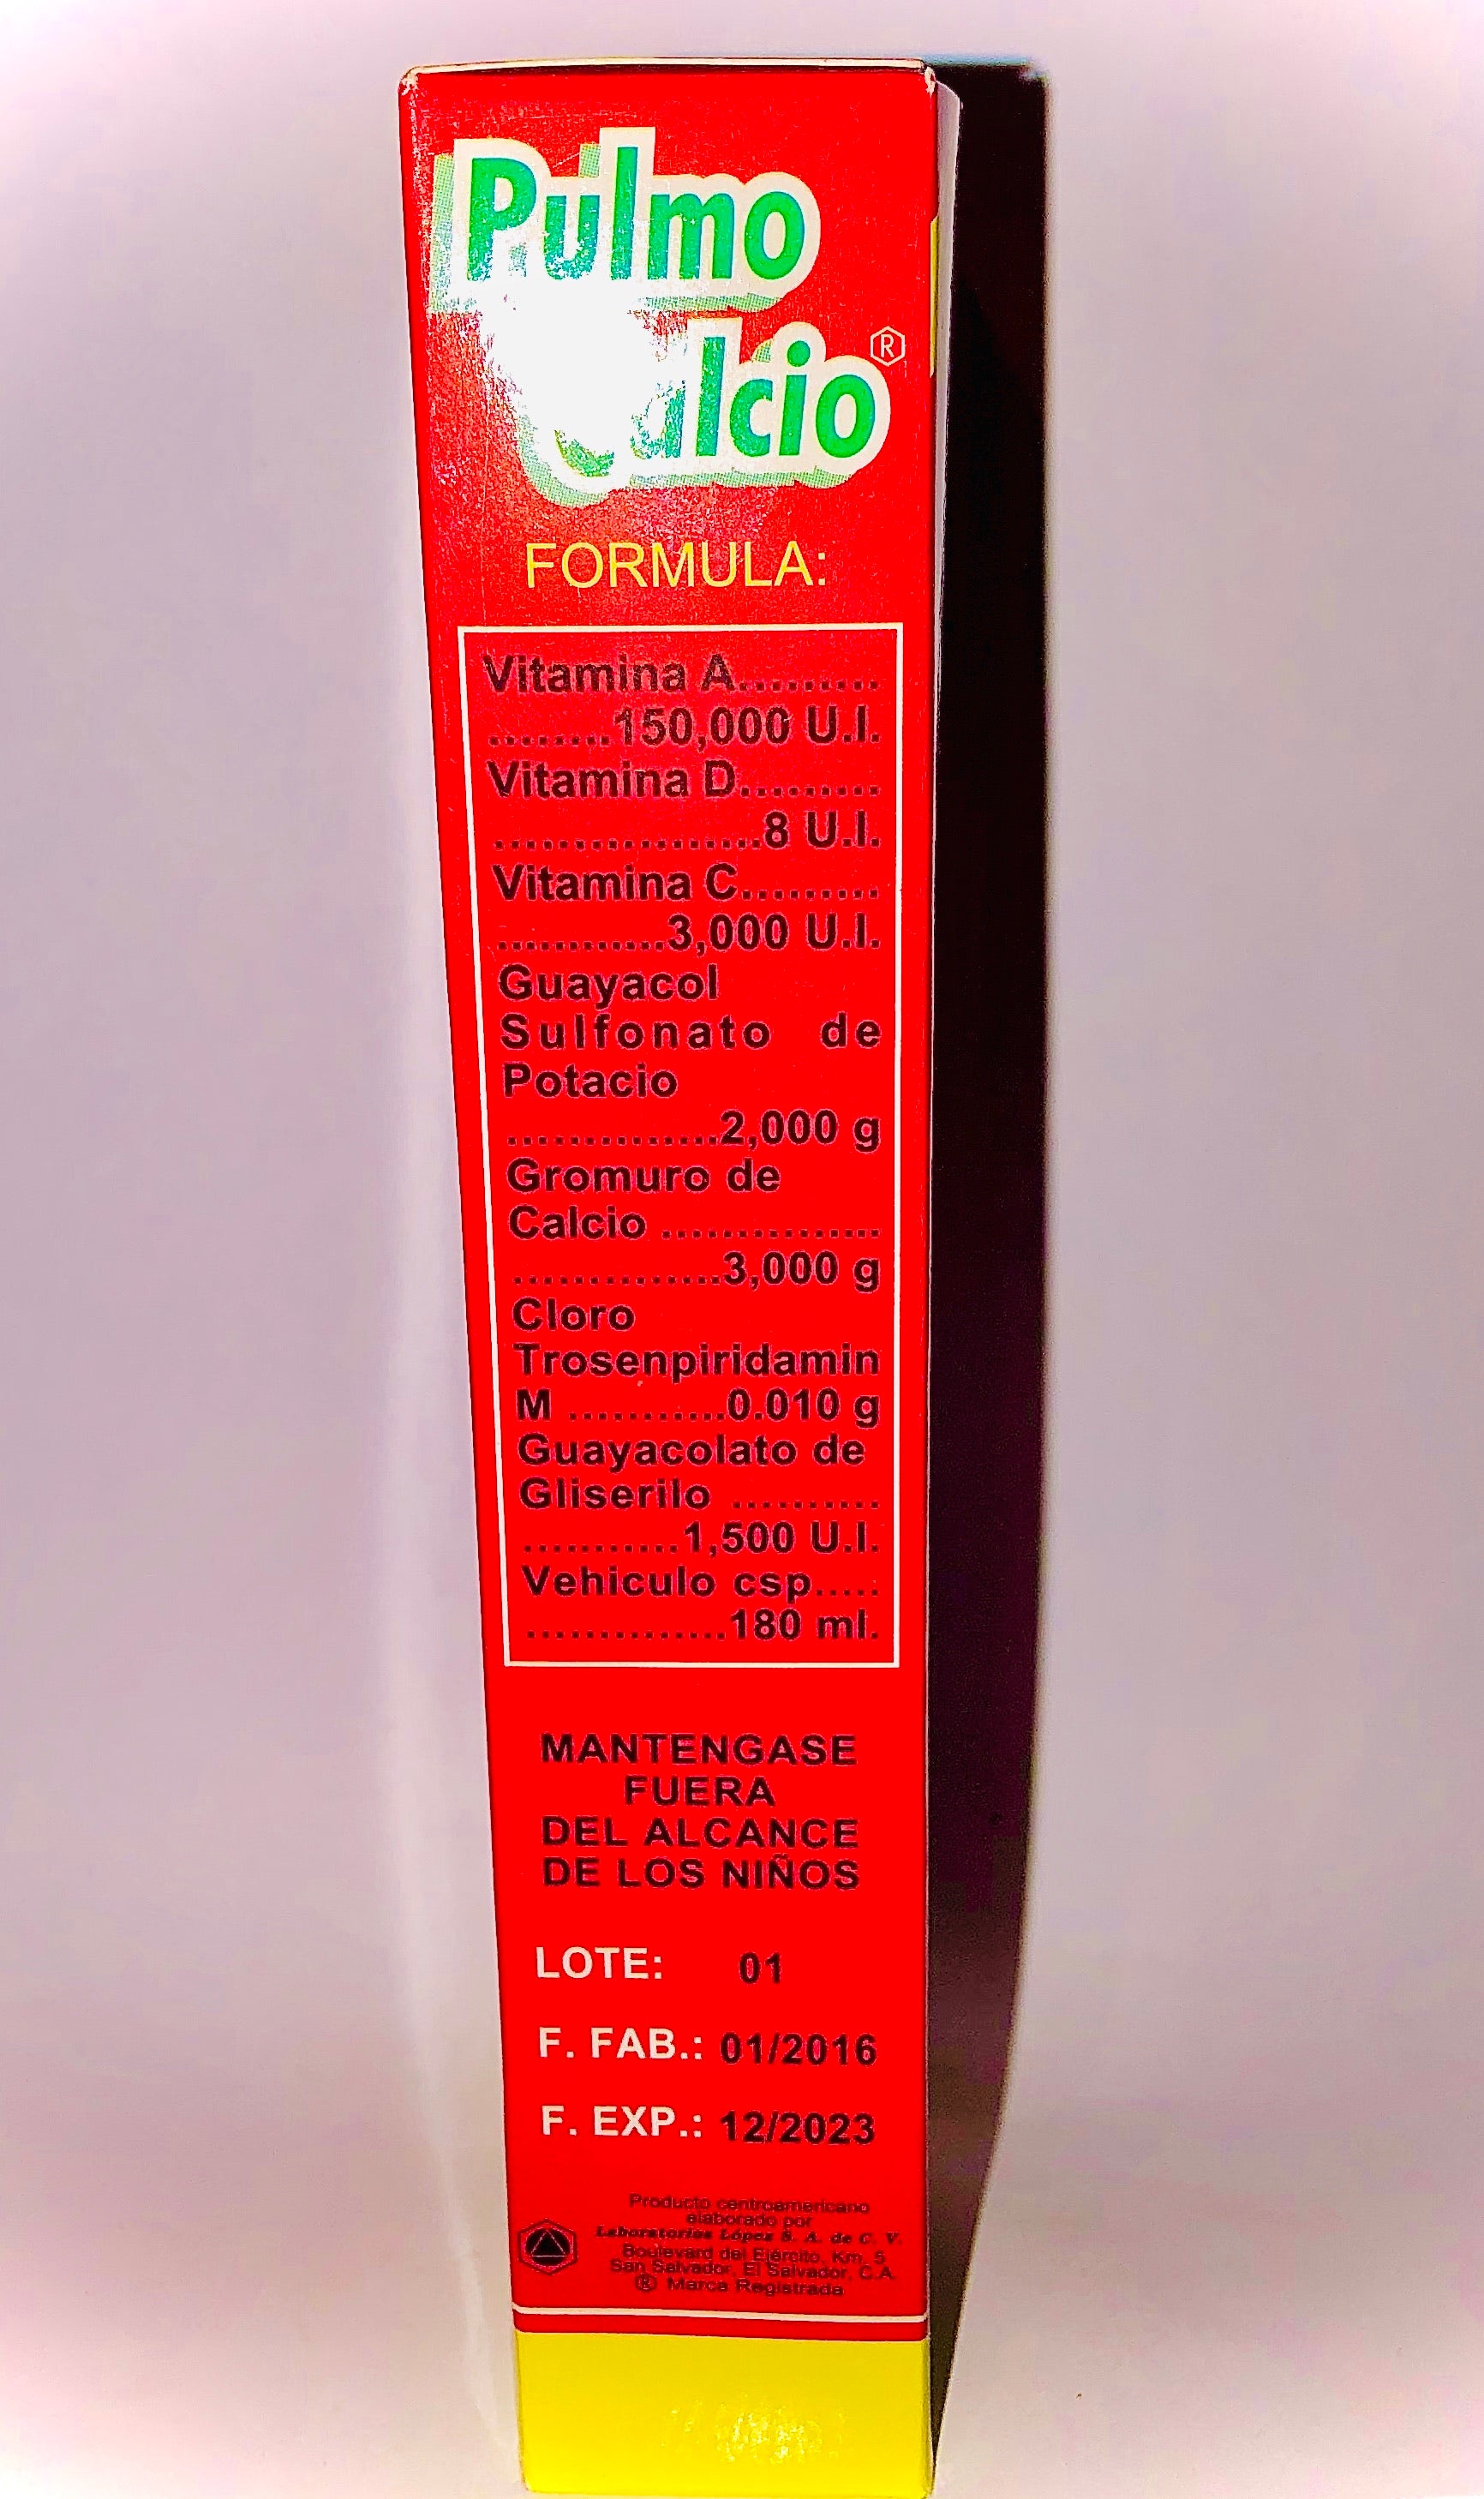 Pulmo
Calcio®
FORMULA:
Vitamina A.........
........150,000 U.I.
Vitamina D.........
..................8 U.I.
Vitamina C.........
............3,000 U.I.
Guayacol
Sulfonato de
Potacio
..............2,000 g
Gromuro de
Calcio ...............
..............3,000 g
Cloro
Trosenpiridamin
M ...........0.010 g
Guayacolato de
Gliserilo ..........
...........1,500 U.I.
Vehiculo csp.....
..............180 ml.
MANTENGASE
FUERA
DEL ALCANCE
DE LOS NIÑOS
LOTE: 01
F. FAB.: 01/2016
F. EXP.: 12/2023
Producto centroamericano
elaborado por
Laboratorios López S. A. de C. V.
Boulevard del Ejército, Km. 5
San Salvador, El Salvador, C.A.
® Marca Registrada